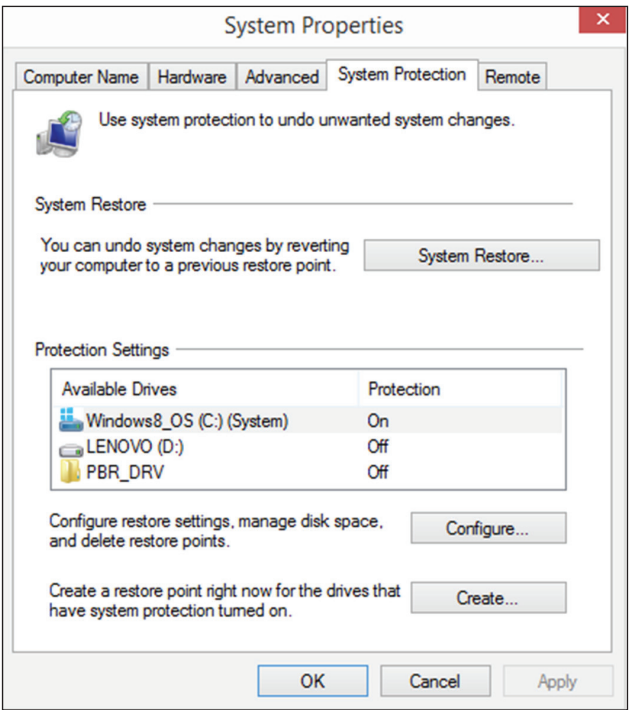 System Properties
Computer Name Hardware Advanced System Protection Remote
Use system protection to undo unwanted system changes.
System Restore
You can undo system changes by reverting
your computer to a previous restore point.
System Restore...
Protection Settings
Available Drives Protection
Windows8_OS (C:) (System) On
LENOVO (D:) Off
PBR_DRV Off
Configure restore settings, manage disk space,
and delete restore points.
Configure...
Create a restore point right now for the drives that
have system protection turned on.
Create...
OK Cancel Apply